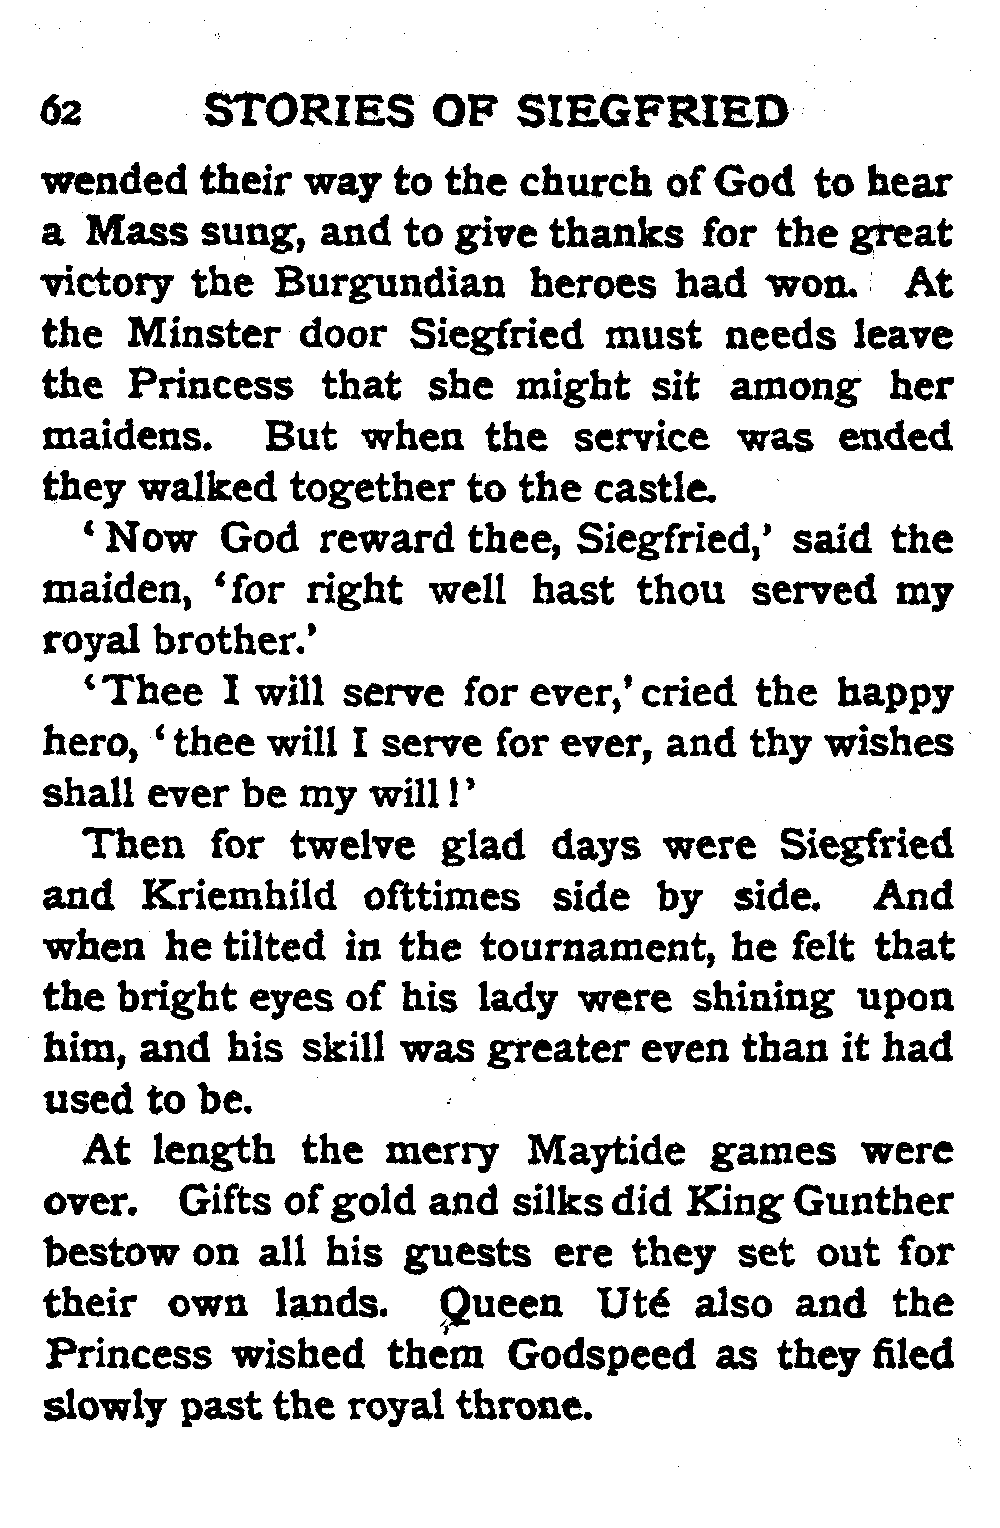 62 STORIES OF SIEGFRIED
wended their way to the church of God to hear
a Mass sung, and to give thanks for the great
victory the Burgundian heroes had won. At
the Minster door Siegfried must needs leave
the Princess that she might sit among her
maidens. But when the service was ended
they walked together to the castle.
‘Now God reward thee, Siegfried,’ said the
maiden, ‘for right well hast thou served my
royal brother.’
‘Thee I will serve for ever,’ cried the happy
hero, ‘thee will I serve for ever, and thy wishes
shall ever be my will!’
Then for twelve glad days were Siegfried
and Kriemhild ofttimes side by side. And
when he tilted in the tournament, he felt that
the bright eyes of his lady were shining upon
him, and his skill was greater even than it had
used to be.
At length the merry Maytide games were
over. Gifts of gold and silks did King Gunther
bestow on all his guests ere they set out for
their own lands. Queen Uté also and the
Princess wished them Godspeed as they filed
slowly past the royal throne.